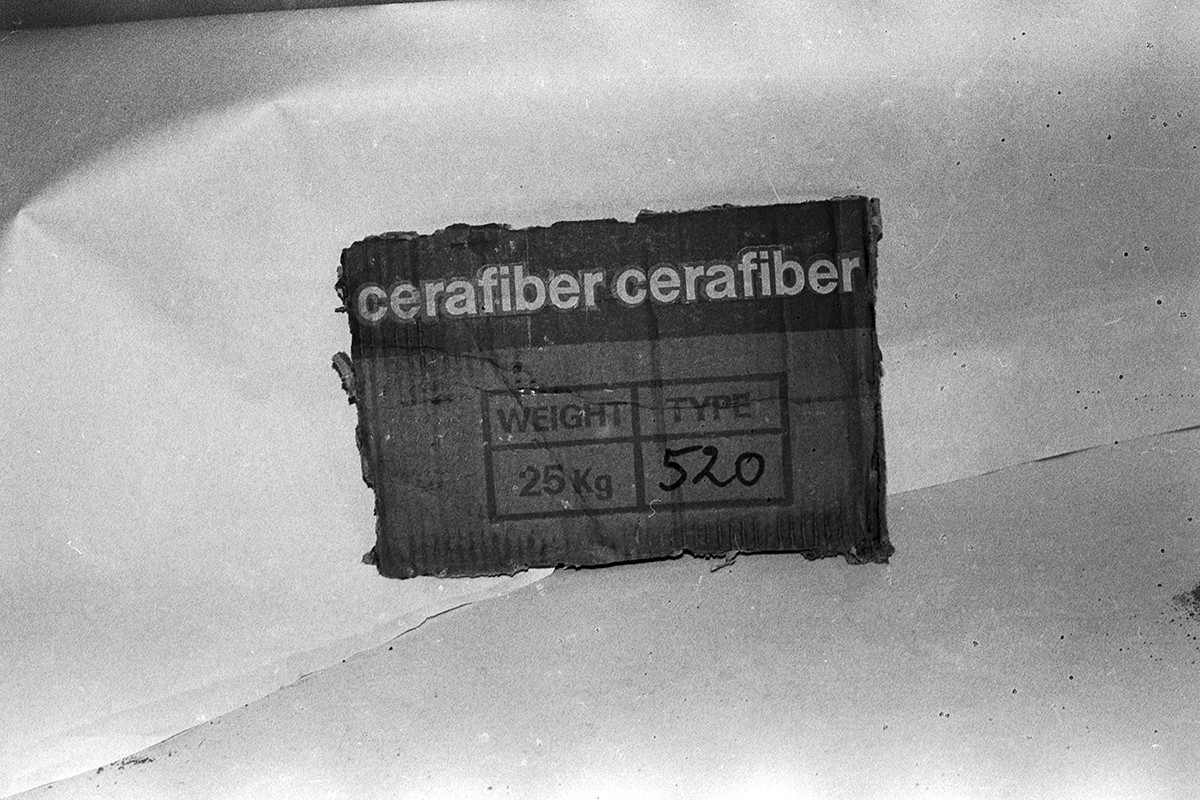 cerafiber cerafiber
WEIGHT TYPE
25 Kg 520